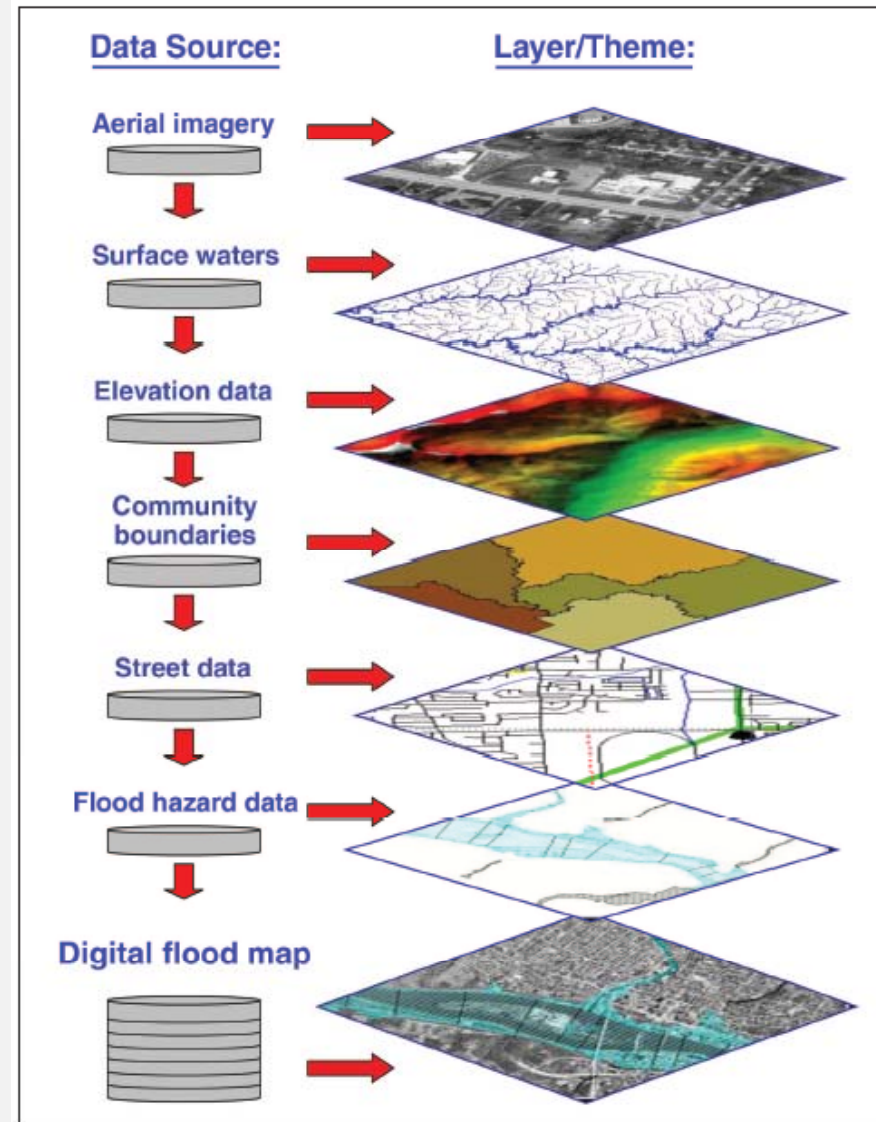 Data Source:
Layer/Theme:
Aerial imagery
Surface waters
Elevation data
Community
boundaries
Street data
Flood hazard data
Digital flood map